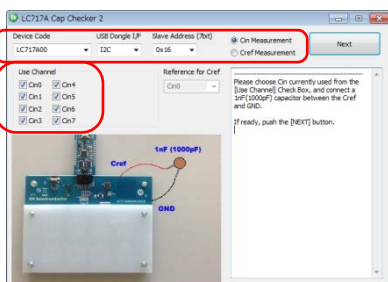 LC717A Cap Checker 2
Device Code
USB Dongle I/F
Slave Address (7bit)
LC717A00
I2C
0x16
Cin Measurement
Cref Measurement
Next
Use Channel
Cin0 Cin4
Cin1 Cin5
Cin2 Cin6
Cin3 Cin7
Reference for Cref
Cin0
Please choose Cin currently used from the
[Use Channel] Check Box, and connect a
1nF(1000pF) capacitor between the Cref
and GND.
If ready, push the [NEXT] button.
1nF (1000pF)
Cref
GND
ON Semiconductor